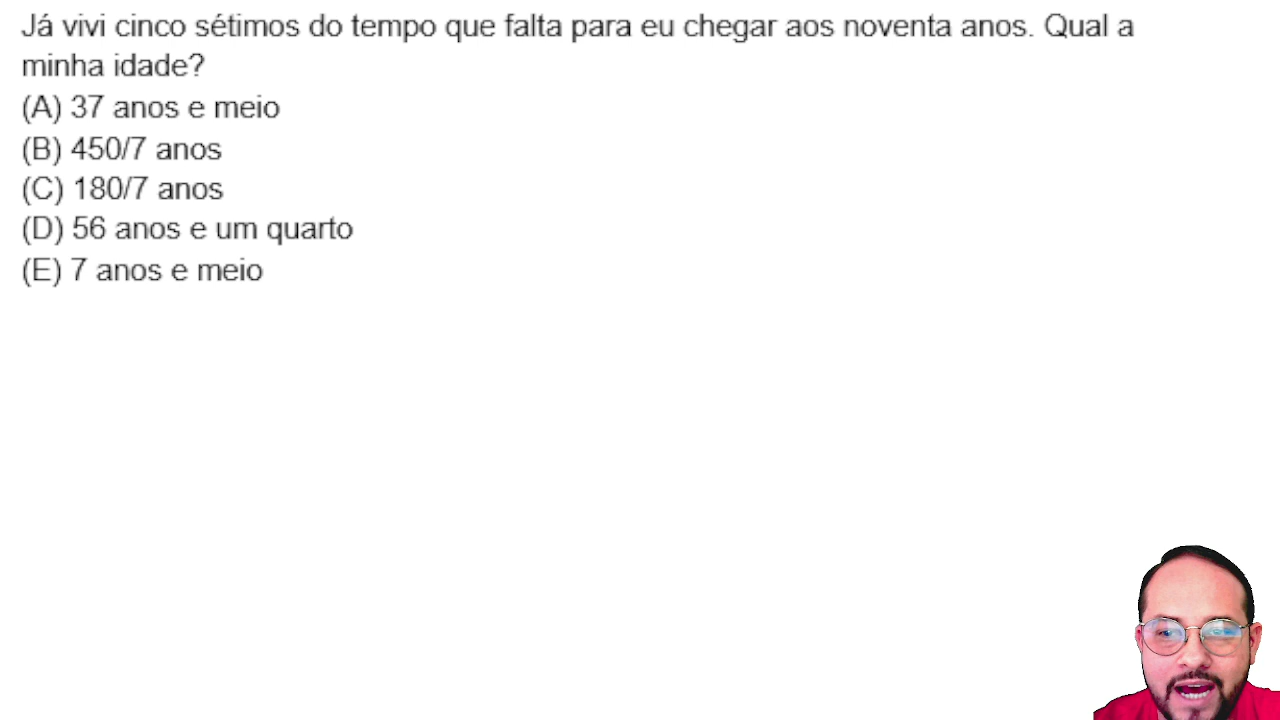 Já vivi cinco sétimos do tempo que falta para eu chegar aos noventa anos. Qual a
minha idade?
(A) 37 anos e meio
(B) 450/7 anos
(C) 180/7 anos
(D) 56 anos e um quarto
(E) 7 anos e meio